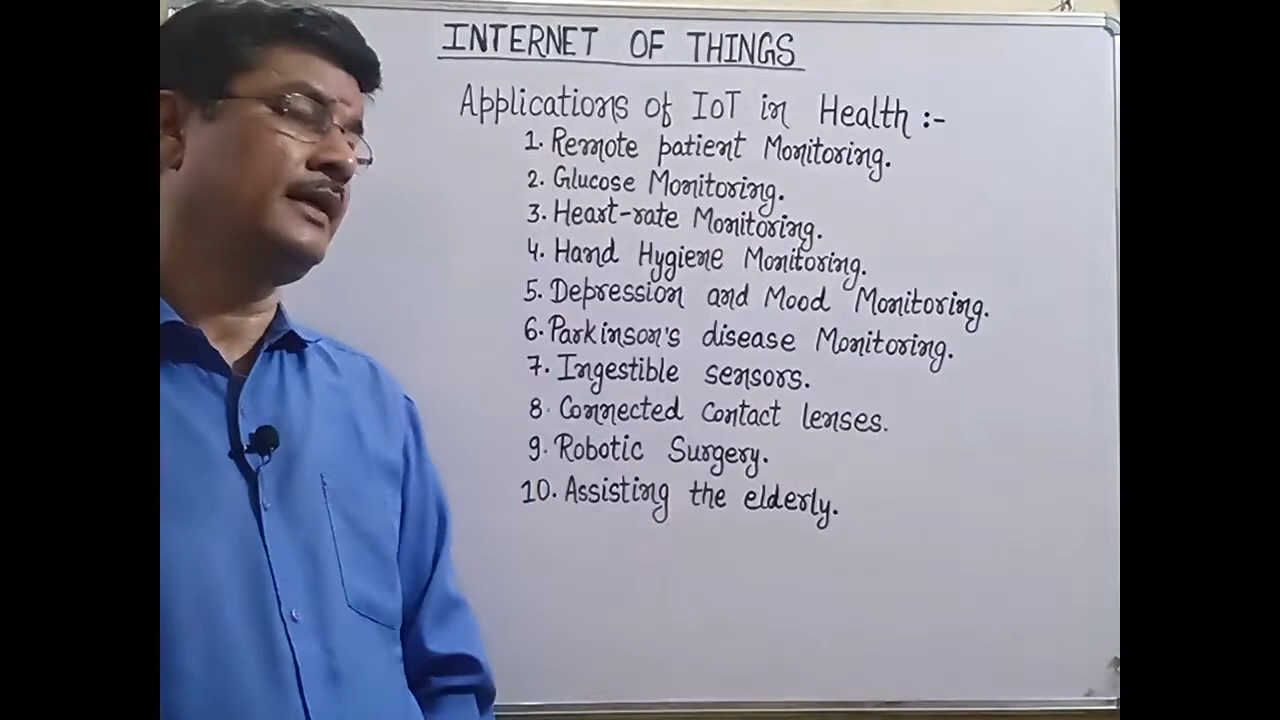 INTERNET OF THINGS
Applications of IoT in Health :-
1. Remote patient Monitoring.
2. Glucose Monitoring.
3. Heart-rate Monitoring.
4. Hand Hygiene Monitoring.
5. Depression and Mood Monitoring.
6. Parkinson's disease Monitoring.
7. Ingestible sensors.
8. Connected Contact lenses.
9. Robotic Surgery.
10. Assisting the elderly.